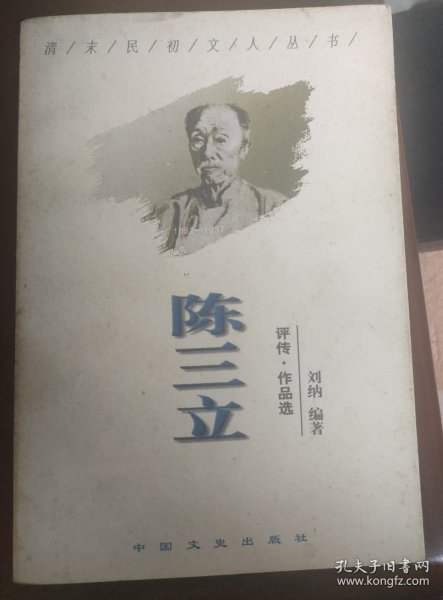 清/末/民/初/文/人/丛/书/
陈三立
评传·作品选
刘纳 编著
中国文史出版社
孔夫子旧书网
www.kongfz.com